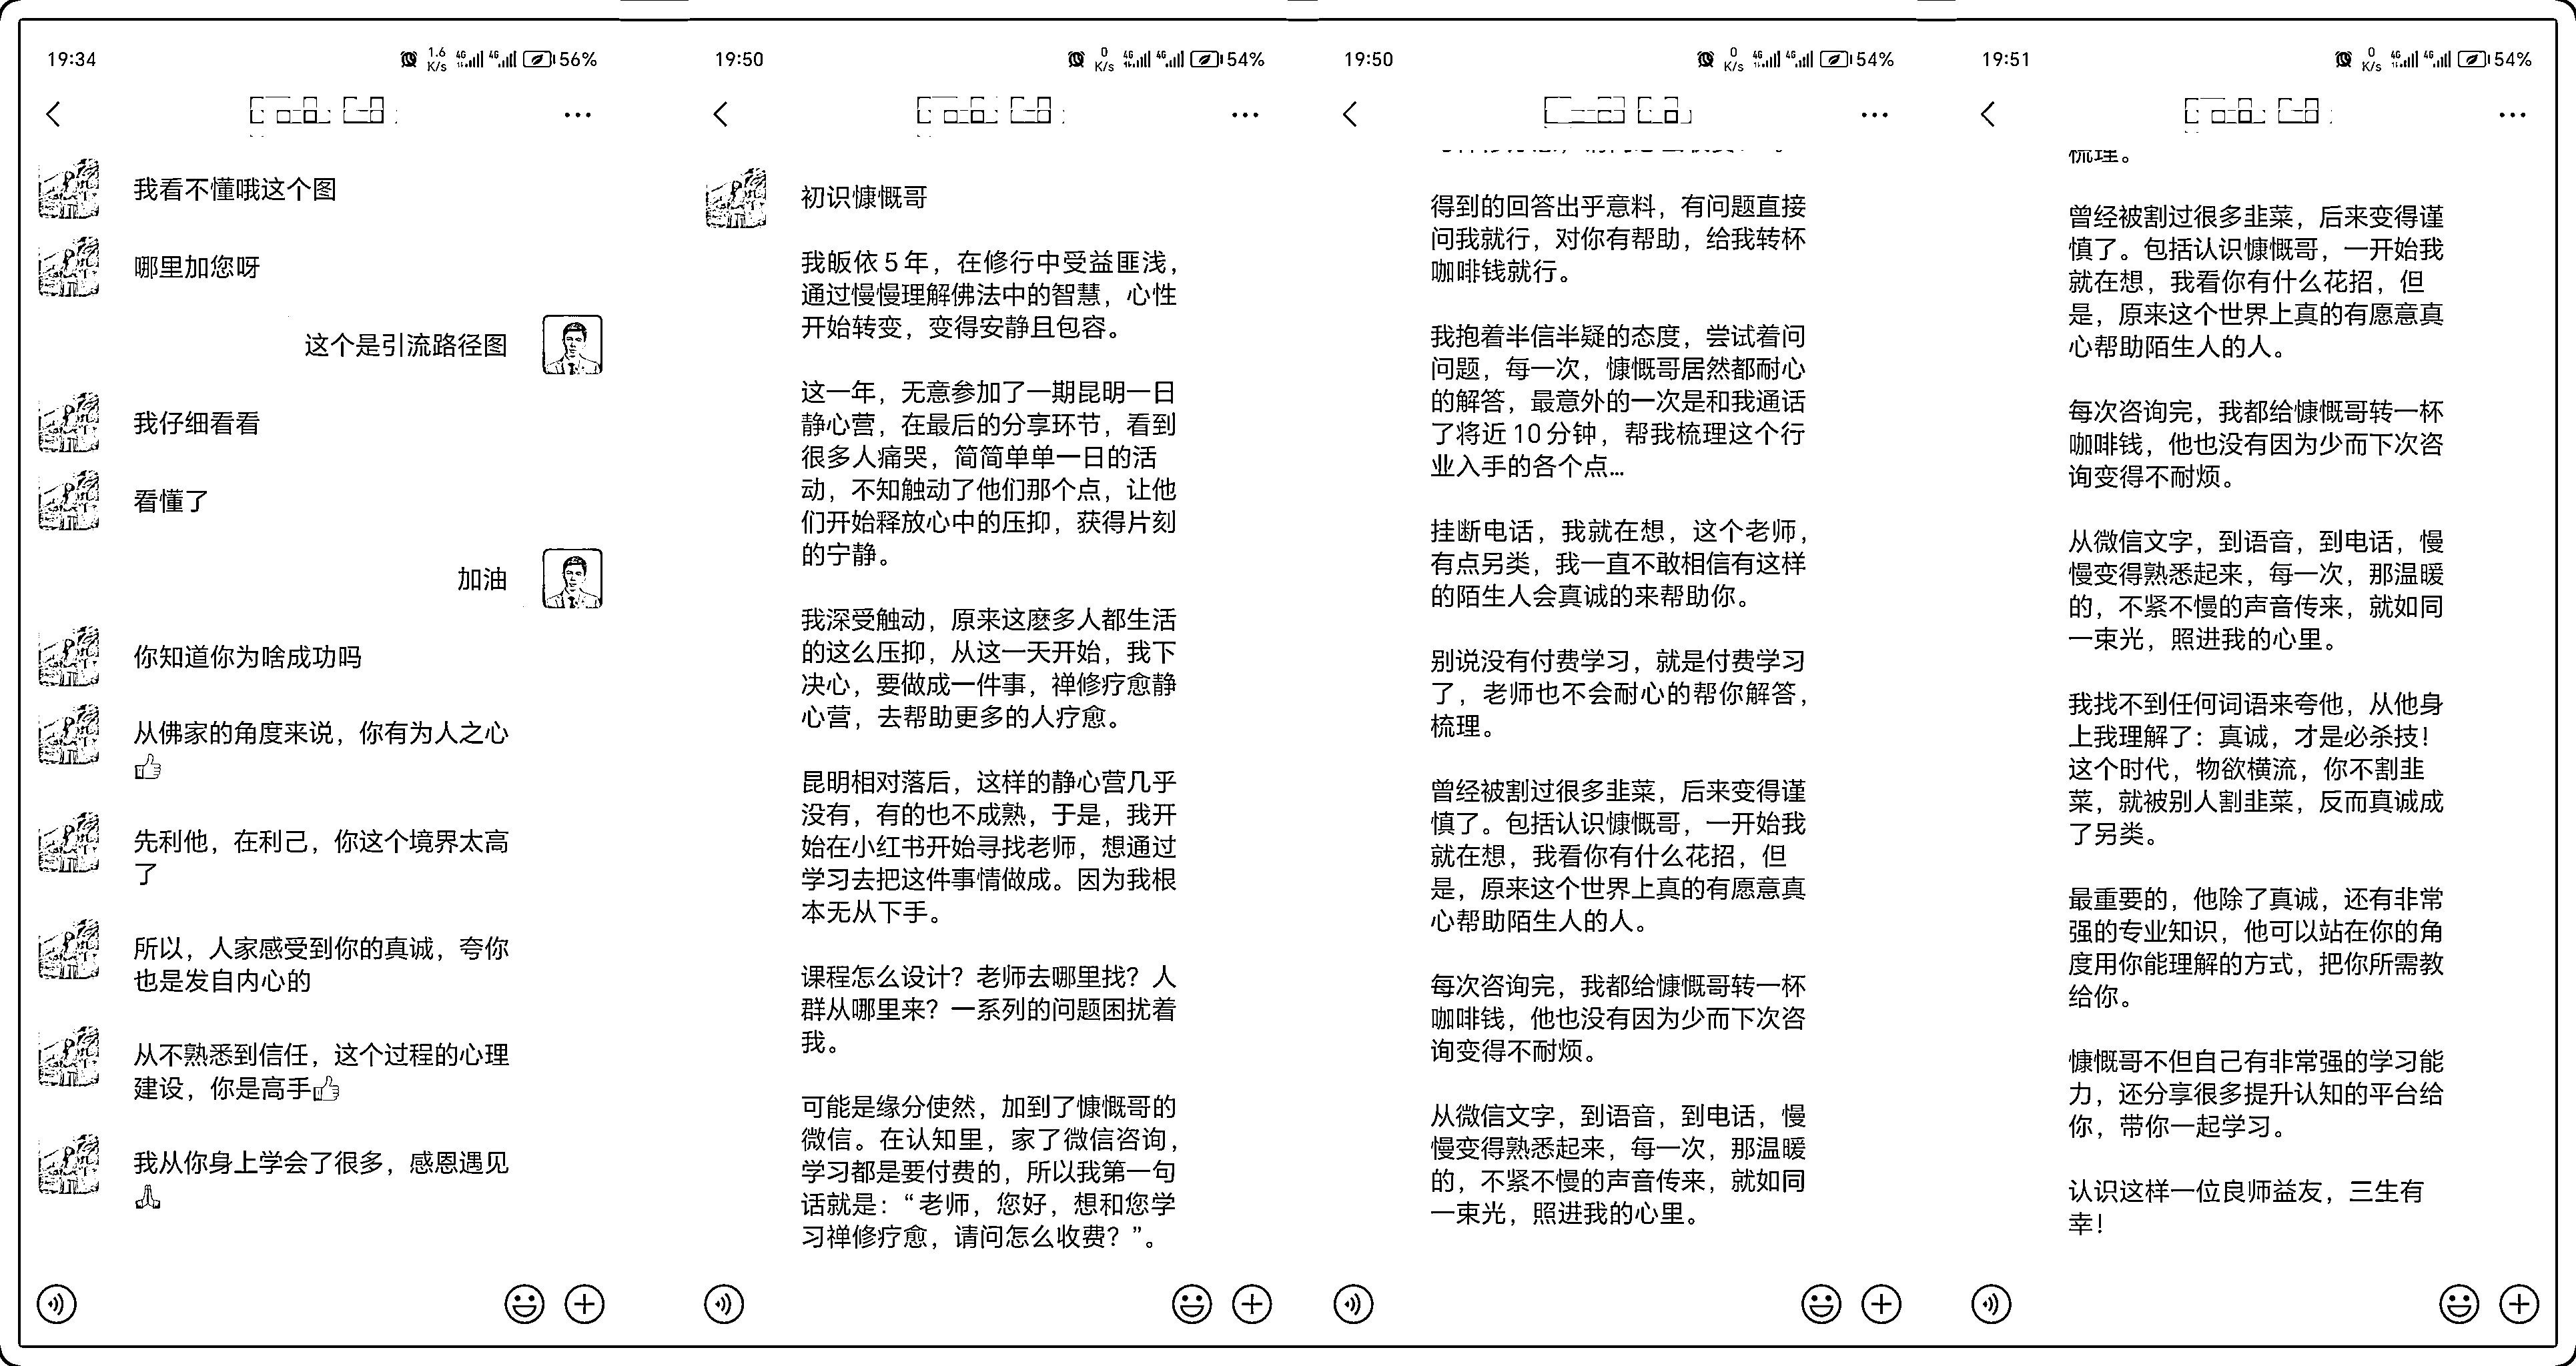 19:34
1.6
K/s
4G
4G
56%
我看不懂哦这个图
哪里加您呀
这个是引流路径图
我仔细看看
看懂了
加油
你知道你为啥成功吗
从佛家的角度来说，你有为人之心
👍
先利他，在利己，你这个境界太高
了
所以，人家感受到你的真诚，夸你
也是发自内心的
从不熟悉到信任，这个过程的心理
建设，你是高手👍
我从你身上学会了很多，感恩遇见
🙏
19:50
0
K/s
4G
4G
54%
初识慷慨哥
我皈依5年，在修行中受益匪浅，
通过慢慢理解佛法中的智慧，心性
开始转变，变得安静且包容。
这一年，无意参加了一期昆明一日
静心营，在最后的分享环节，看到
很多人痛哭，简简单单一日的活
动，不知触动了他们那个点，让他
们开始释放心中的压抑，获得片刻
的宁静。
我深受触动，原来这麽多人都生活
的这么压抑，从这一天开始，我下
决心，要做成一件事，禅修疗愈静
心营，去帮助更多的人疗愈。
昆明相对落后，这样的静心营几乎
没有，有的也不成熟，于是，我开
始在小红书开始寻找老师，想通过
学习去把这件事情做成。因为我根
本无从下手。
课程怎么设计？老师去哪里找？人
群从哪里来？一系列的问题困扰着
我。
可能是缘分使然，加到了慷慨哥的
微信。在认知里，家了微信咨询，
学习都是要付费的，所以我第一句
话就是：“老师，您好，想和您学
习禅修疗愈，请问怎么收费？”。
19:50
0
K/s
4G
4G
54%
得到的回答出乎意料，有问题直接
问我就行，对你有帮助，给我转杯
咖啡钱就行。
我抱着半信半疑的态度，尝试着问
问题，每一次，慷慨哥居然都耐心
的解答，最意外的一次是和我通话
了将近10分钟，帮我梳理这个行
业入手的各个点...
挂断电话，我就在想，这个老师，
有点另类，我一直不敢相信有这样
的陌生人会真诚的来帮助你。
别说没有付费学习，就是付费学习
了，老师也不会耐心的帮你解答，
梳理。
曾经被割过很多韭菜，后来变得谨
慎了。包括认识慷慨哥，一开始我
就在想，我看你有什么花招，但
是，原来这个世界上真的有愿意真
心帮助陌生人的人。
每次咨询完，我都给慷慨哥转一杯
咖啡钱，他也没有因为少而下次咨
询变得不耐烦。
从微信文字，到语音，到电话，慢
慢变得熟悉起来，每一次，那温暖
的，不紧不慢的声音传来，就如同
一束光，照进我的心里。
19:51
0
K/s
4G
4G
54%
梳理。
曾经被割过很多韭菜，后来变得谨
慎了。包括认识慷慨哥，一开始我
就在想，我看你有什么花招，但
是，原来这个世界上真的有愿意真
心帮助陌生人的人。
每次咨询完，我都给慷慨哥转一杯
咖啡钱，他也没有因为少而下次咨
询变得不耐烦。
从微信文字，到语音，到电话，慢
慢变得熟悉起来，每一次，那温暖
的，不紧不慢的声音传来，就如同
一束光，照进我的心里。
我找不到任何词语来夸他，从他身
上我理解了：真诚，才是必杀技！
这个时代，物欲横流，你不割韭
菜，就被别人割韭菜，反而真诚成
了另类。
最重要的，他除了真诚，还有非常
强的专业知识，他可以站在你的角
度用你能理解的方式，把你所需教
给你。
慷慨哥不但自己有非常强的学习能
力，还分享很多提升认知的平台给
你，带你一起学习。
认识这样一位良师益友，三生有
幸！